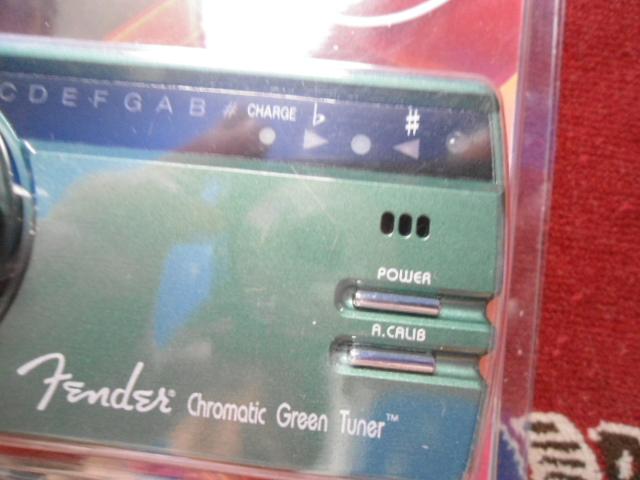 C D E F G A B # CHARGE ♭ #
POWER
A.CALIB
Fender Chromatic Green Tuner™